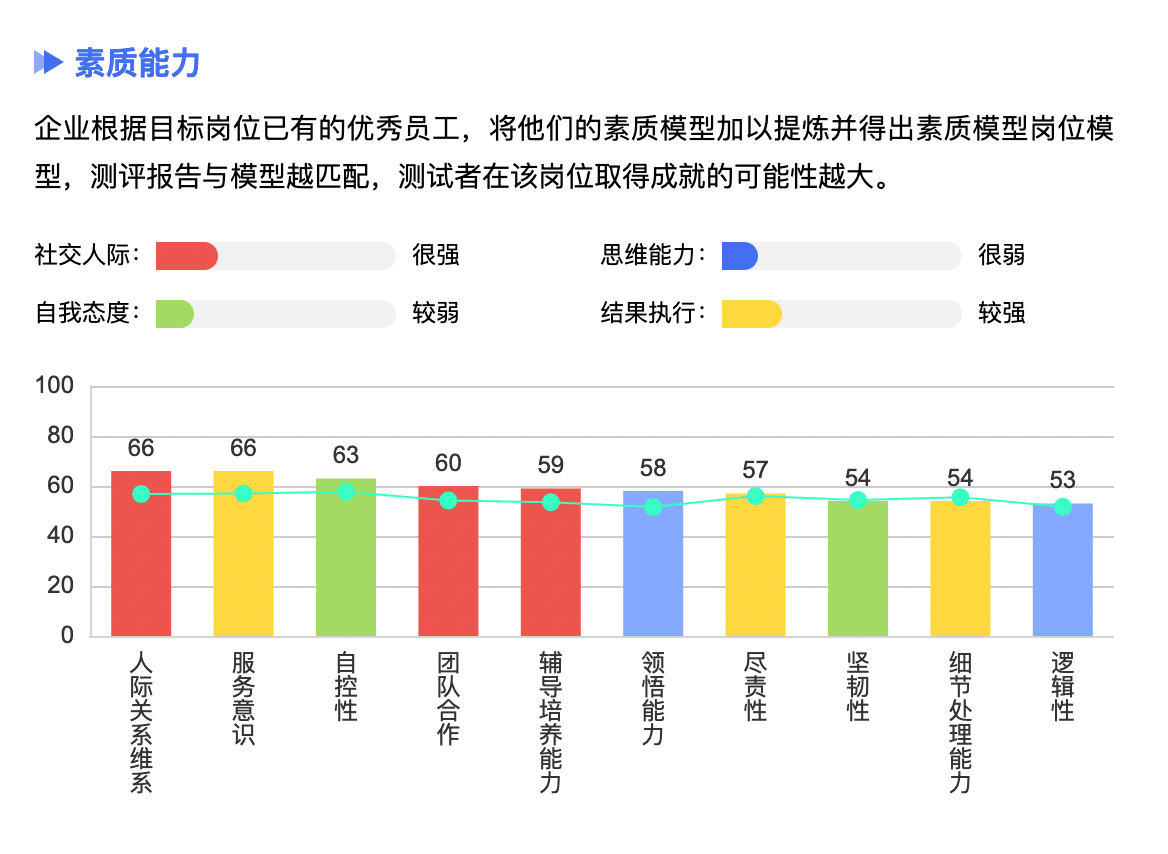 素质能力
企业根据目标岗位已有的优秀员工，将他们的素质模型加以提炼并得出素质模型岗位模
型，测评报告与模型越匹配，测试者在该岗位取得成就的可能性越大。
社交人际： 很强 思维能力： 很弱
自我态度： 较弱 结果执行： 较强
100
80
60
40
20
0
66 66 63 60 59 58 57 54 54 53
人际关系维系
服务意识
自控性
团队合作
辅导培养能力
领悟能力
尽责性
坚韧性
细节处理能力
逻辑性